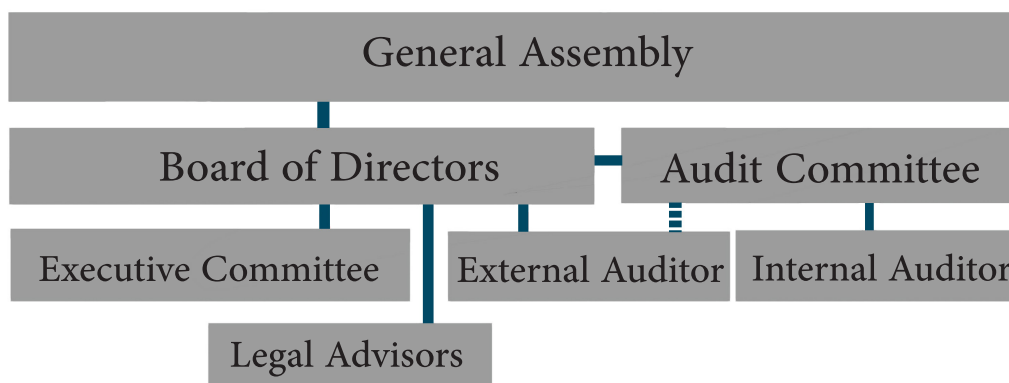 General Assembly
Board of Directors
Audit Committee
Executive Committee
External Auditor
Internal Auditor
Legal Advisors